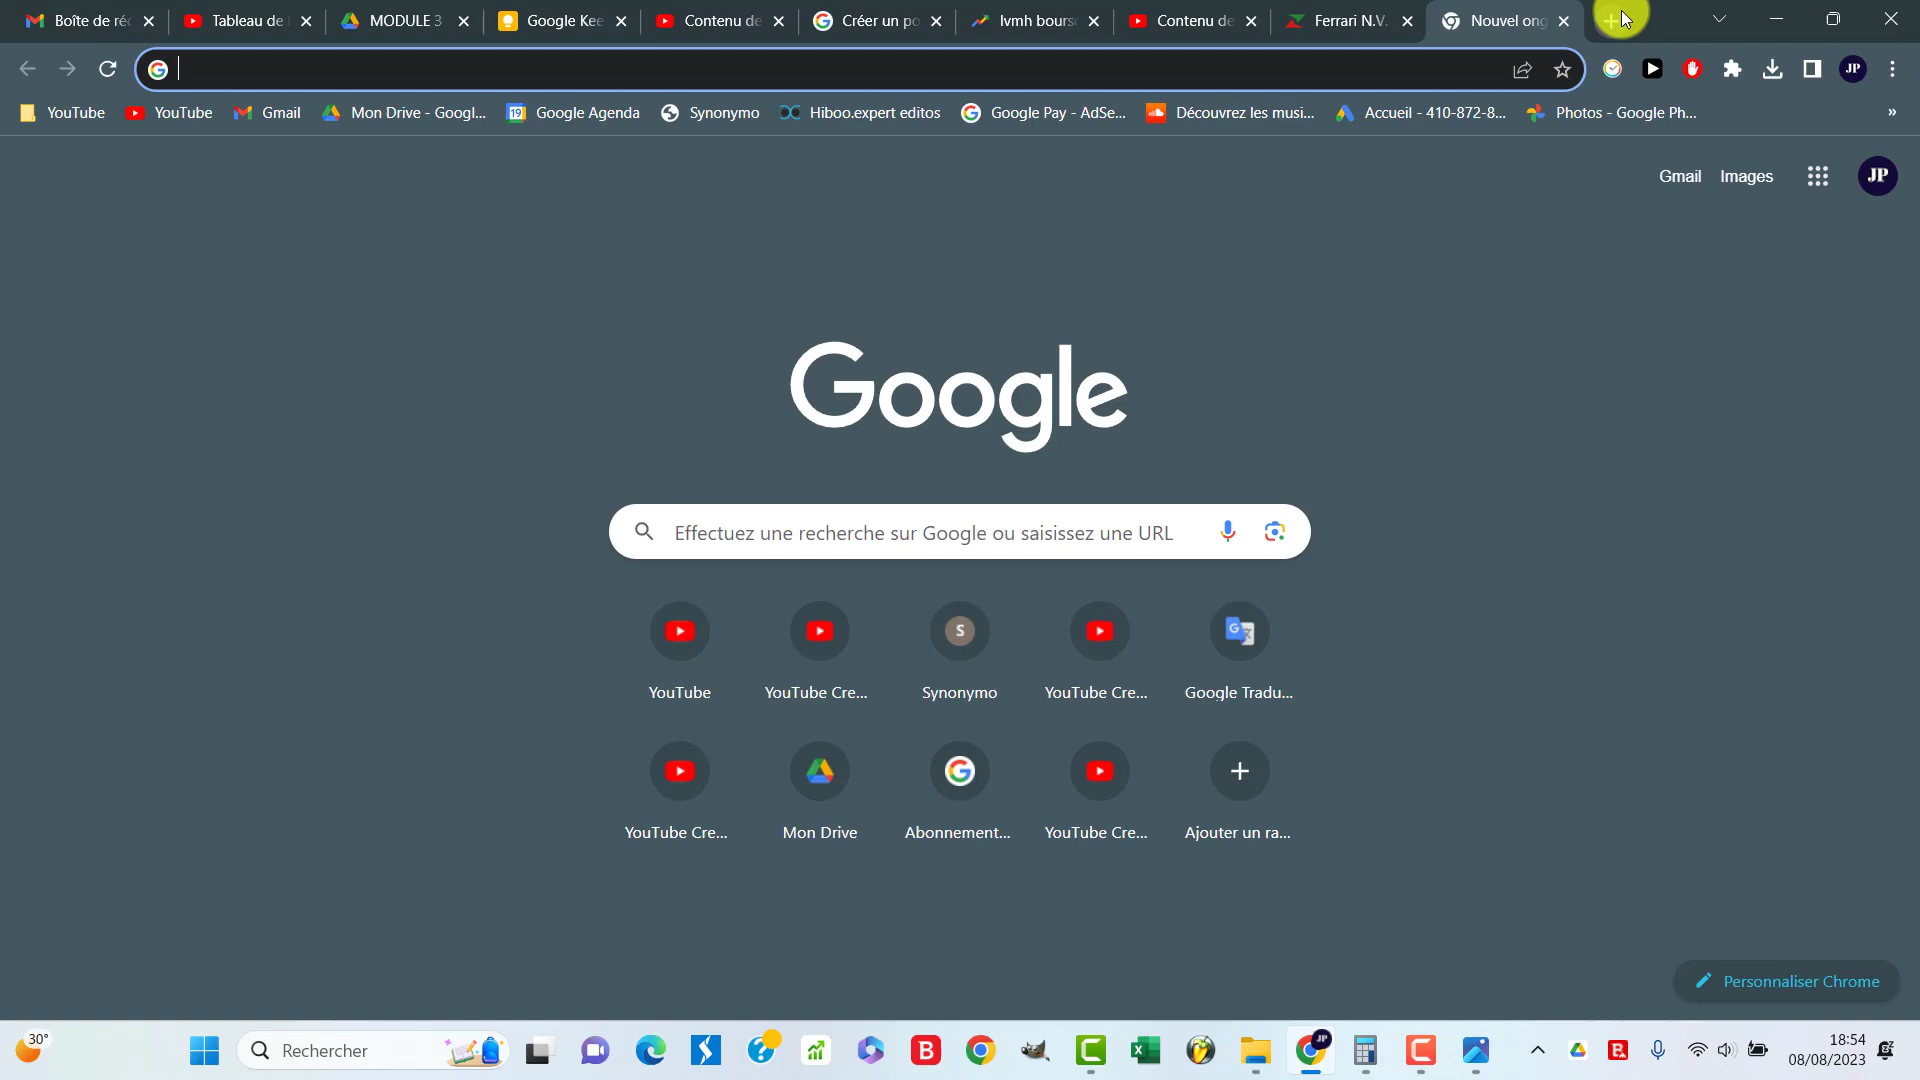 Boîte de réc
Tableau de
MODULE 3
Google Kee
Contenu de
Créer un po
lvmh bours
Contenu de
Ferrari N.V.
Nouvel ong
JP
YouTube
YouTube
Gmail
Mon Drive - Googl...
19
Google Agenda
Synonymo
Hiboo.expert editos
Google Pay - AdSe...
Découvrez les musi...
Accueil - 410-872-8...
Photos - Google Ph...
»
Gmail
Images
JP
Google
Effectuez une recherche sur Google ou saisissez une URL
S
YouTube
YouTube Cre...
Synonymo
YouTube Cre...
Google Tradu...
YouTube Cre...
Mon Drive
Abonnement...
YouTube Cre...
Ajouter un ra...
Personnaliser Chrome
30°
Rechercher
B
JP
18:54
08/08/2023